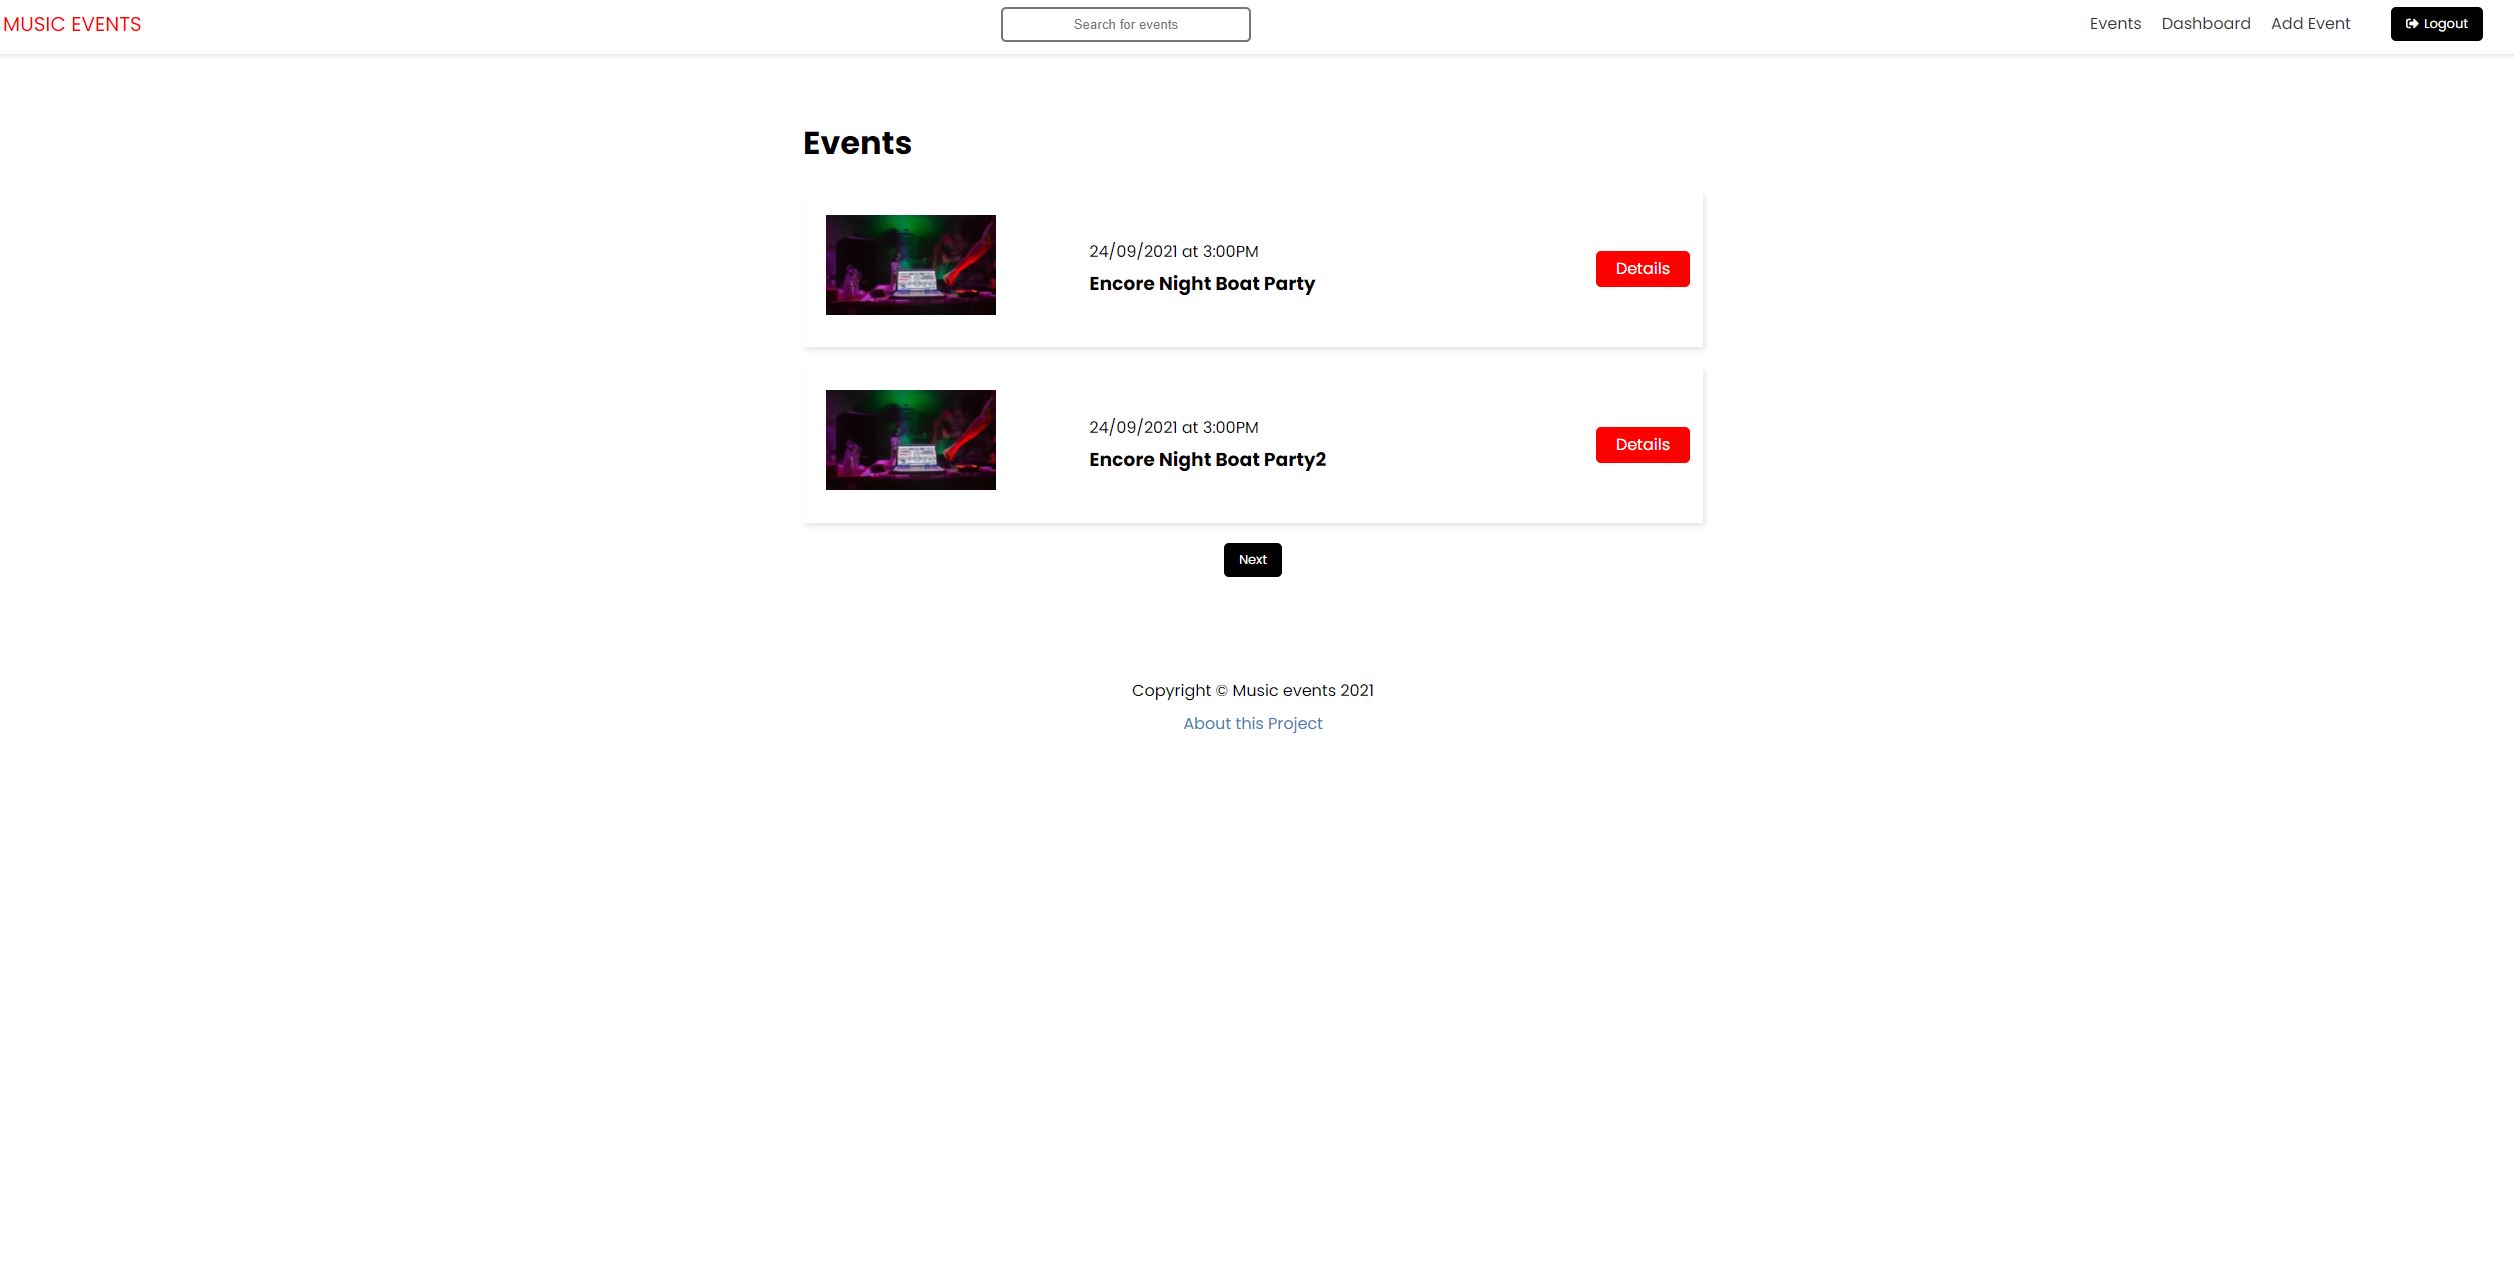 MUSIC EVENTS
Search for events
Events Dashboard Add Event Logout
Events
24/09/2021 at 3:00PM
Encore Night Boat Party
Details
24/09/2021 at 3:00PM
Encore Night Boat Party2
Details
Next
Copyright © Music events 2021
About this Project